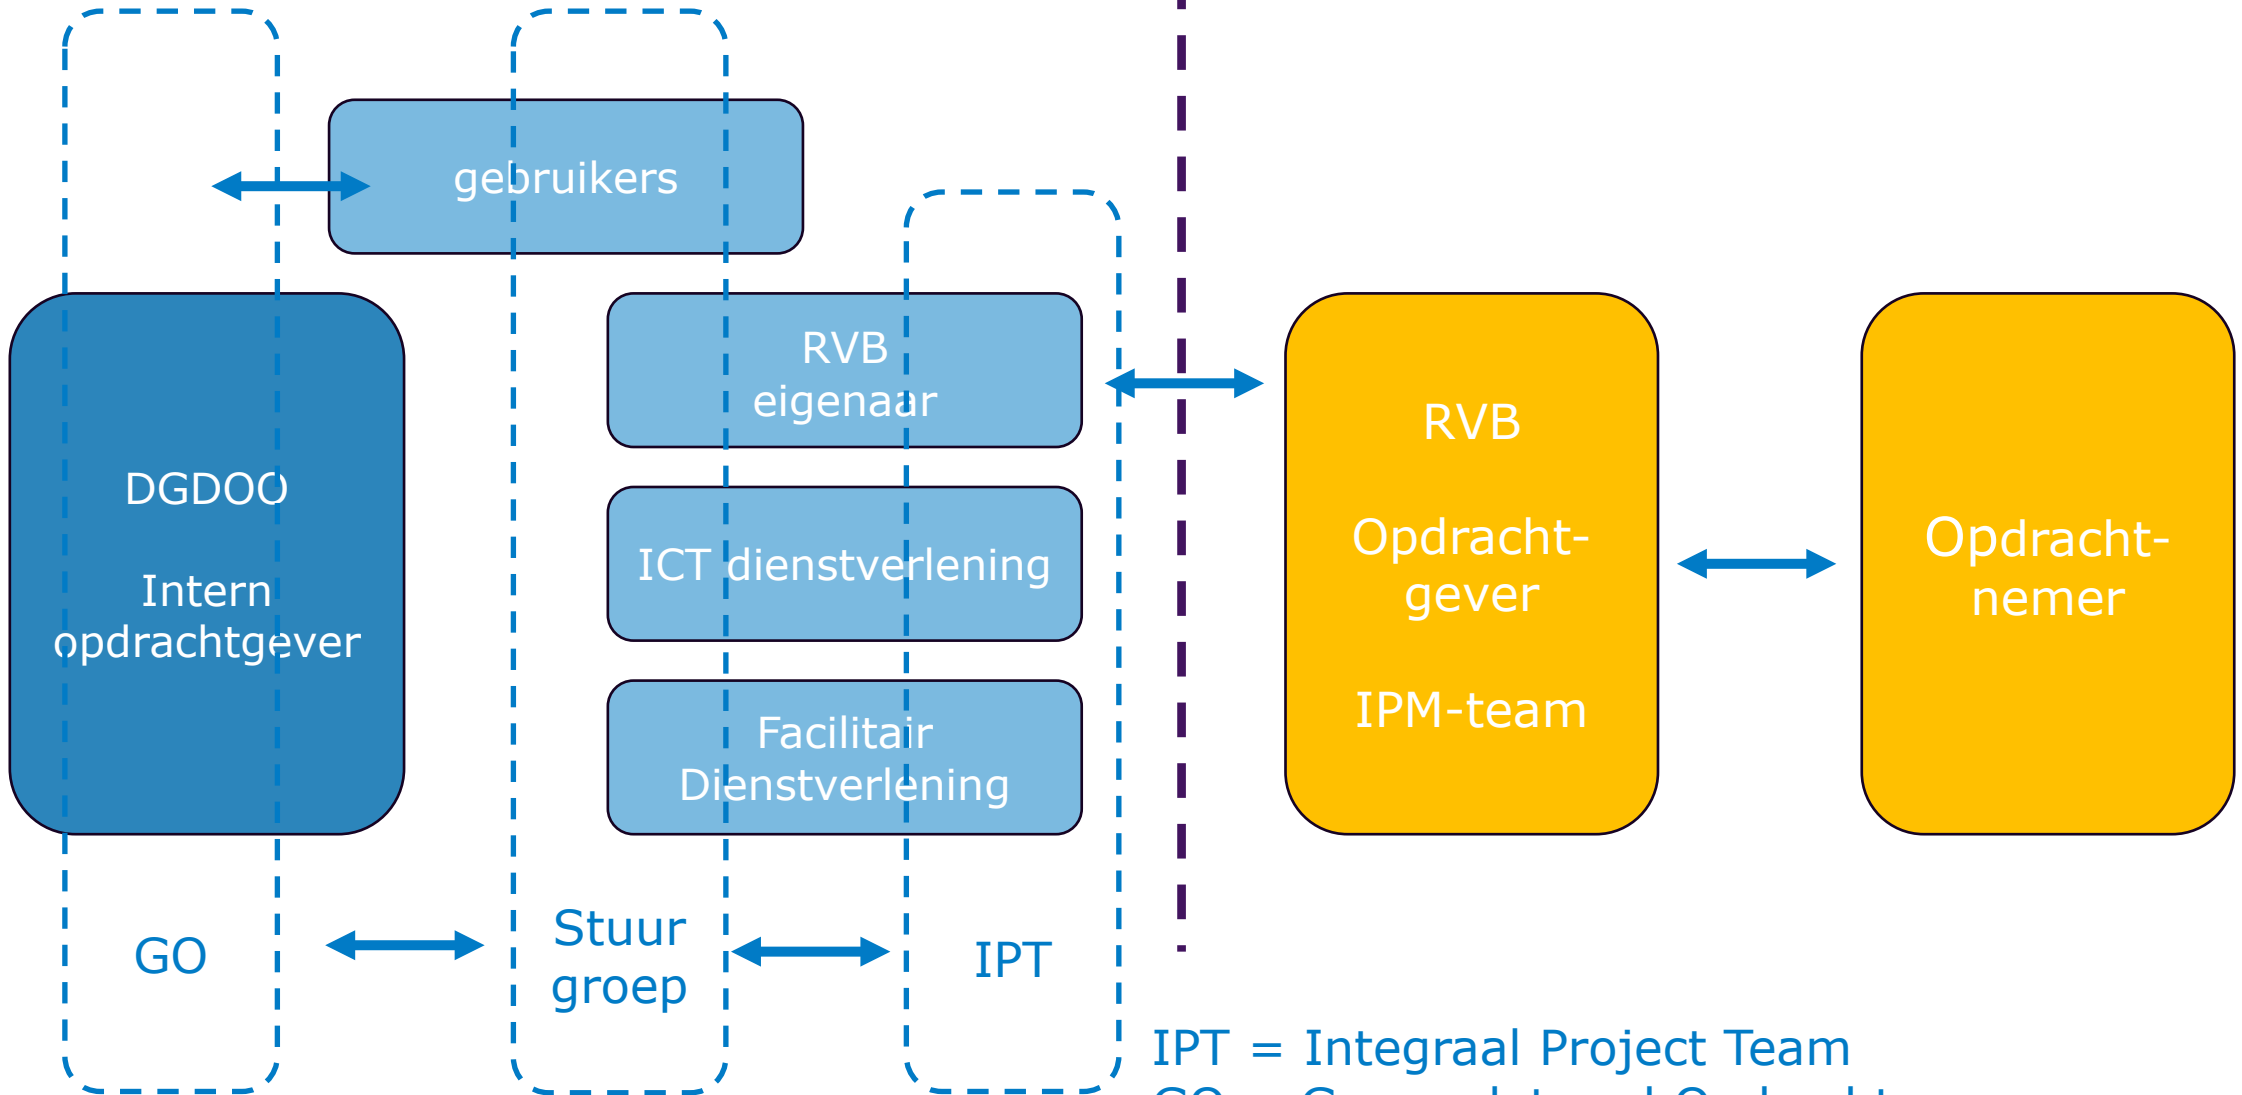 gebruikers
DGDOO
Intern
opdrachtgever
RVB
eigenaar
ICT dienstverlening
Facilitair
Dienstverlening
RVB
Opdracht-
gever
IPM-team
Opdracht-
nemer
GO
Stuur
groep
IPT
IPT = Integraal Project Team